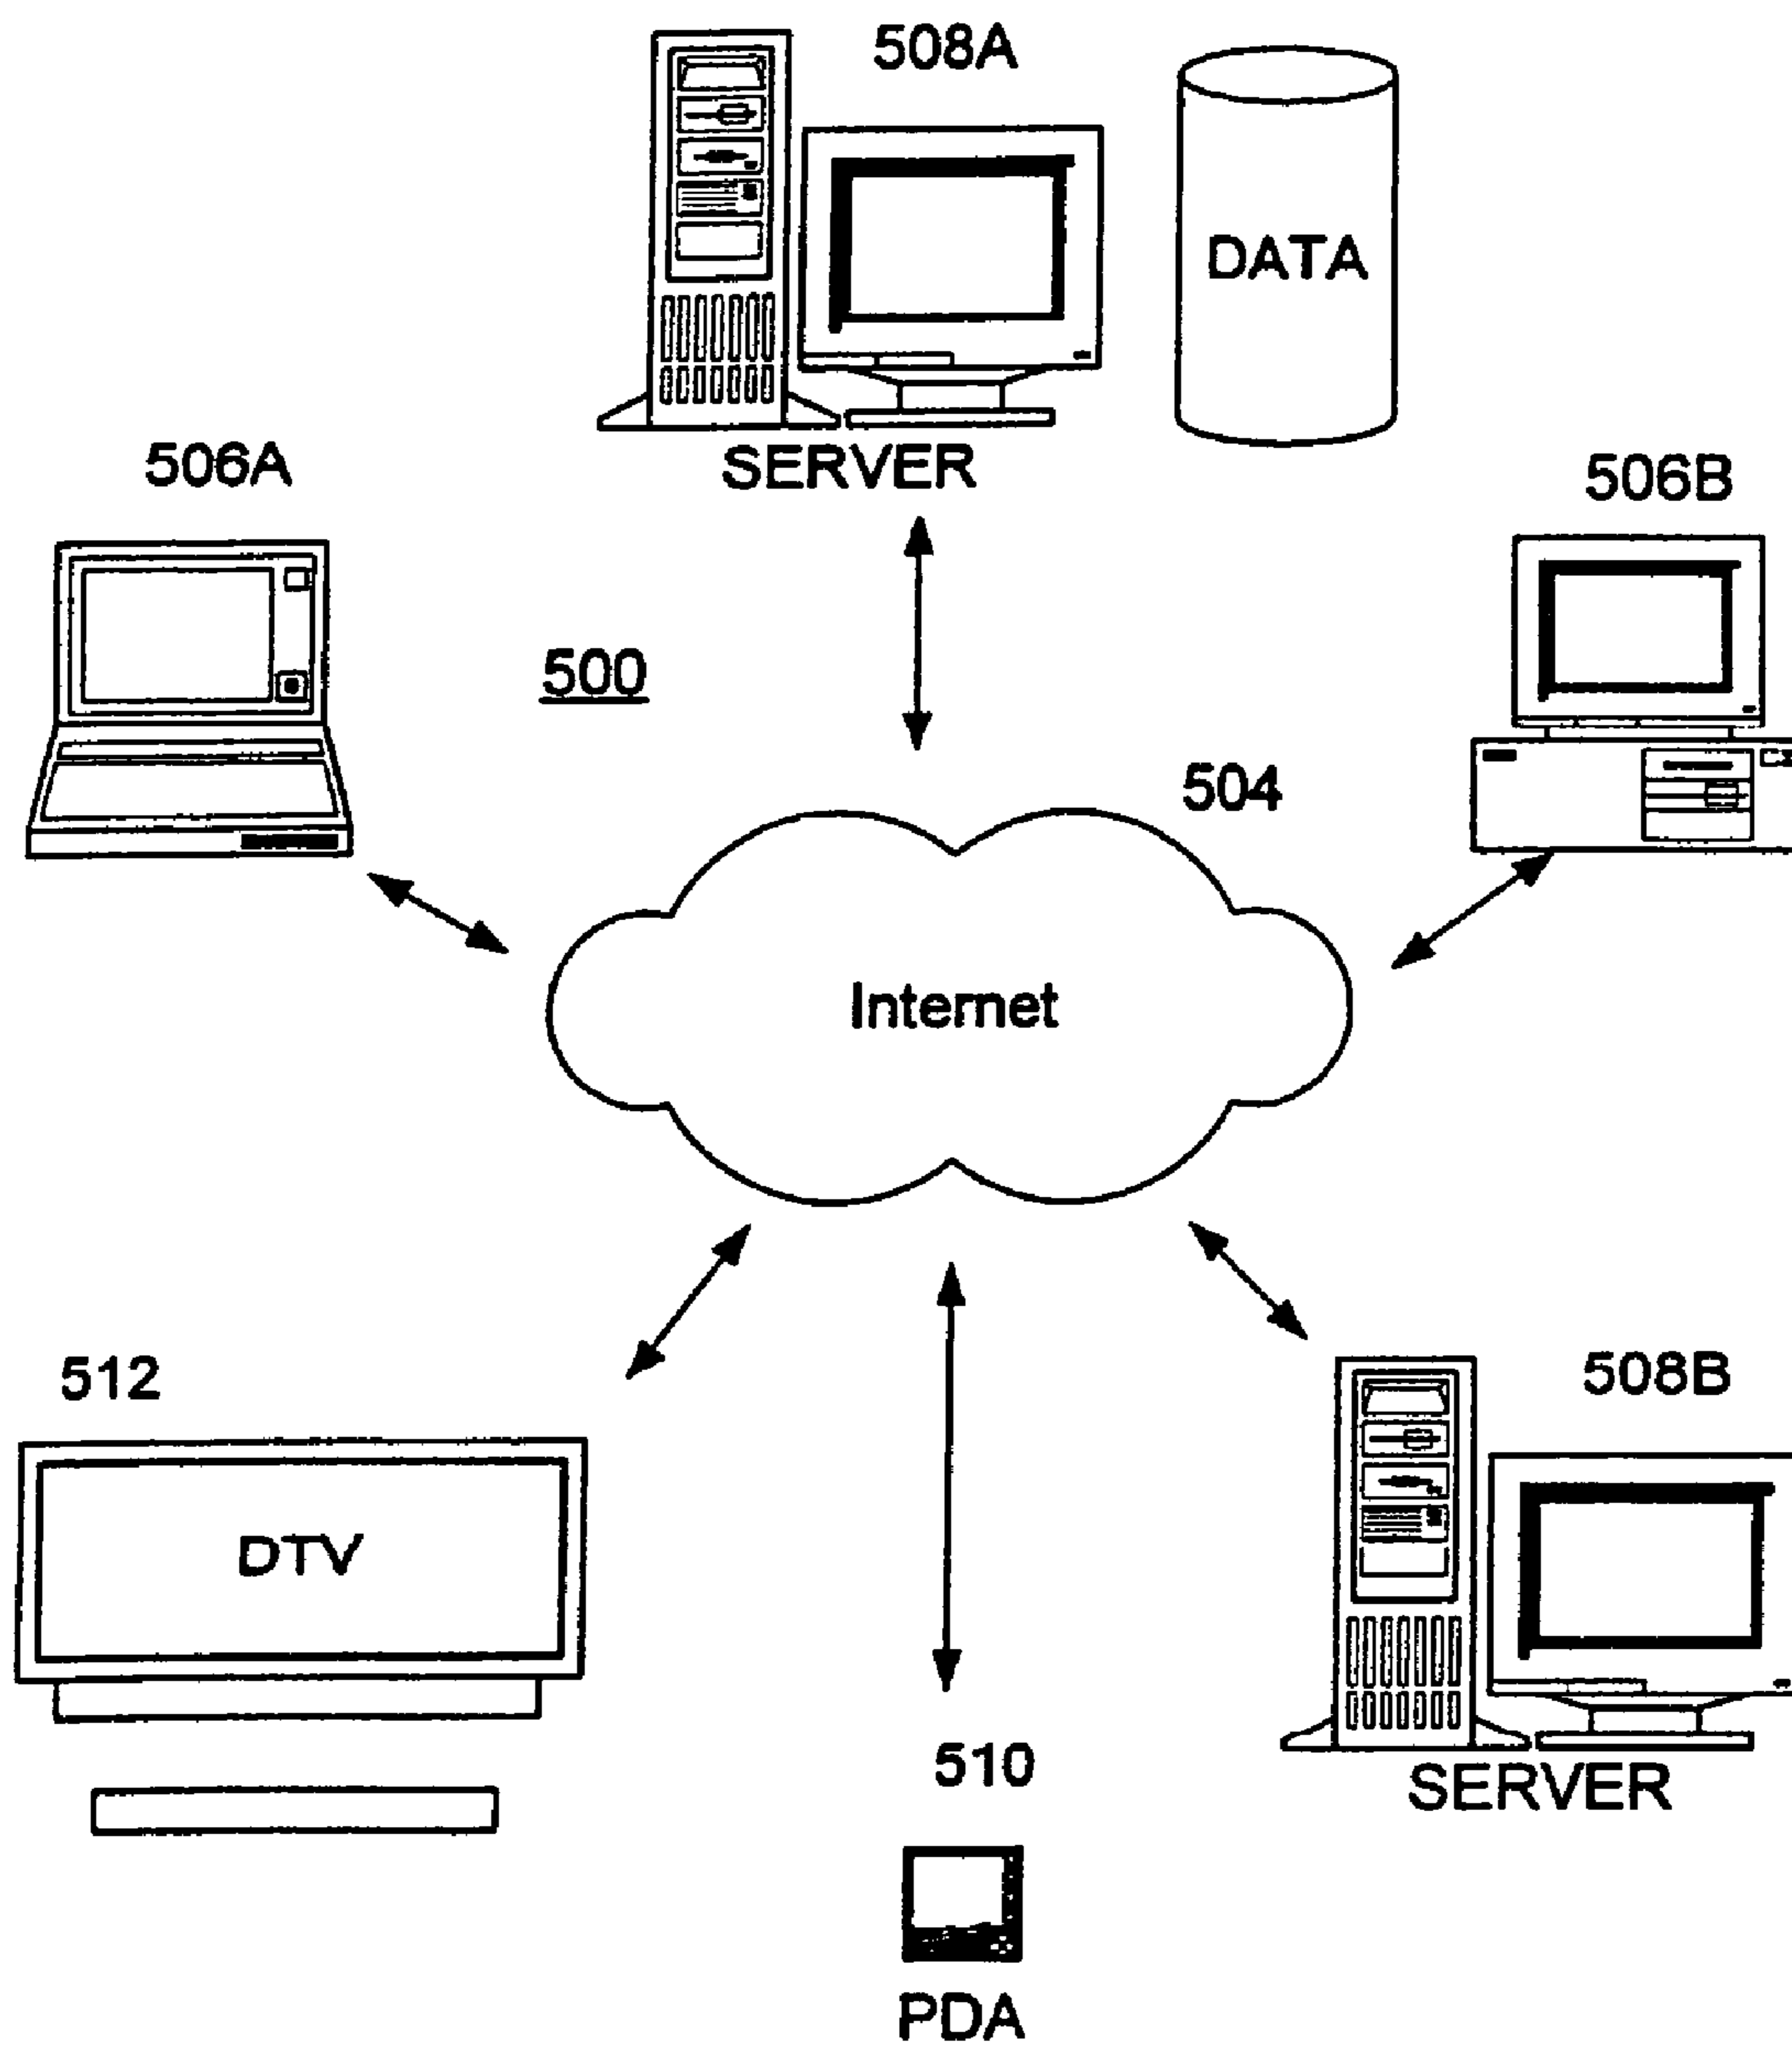 508A
DATA
SERVER
506A
506B
500
504
Internet
512
508B
DTV
510
SERVER
PDA